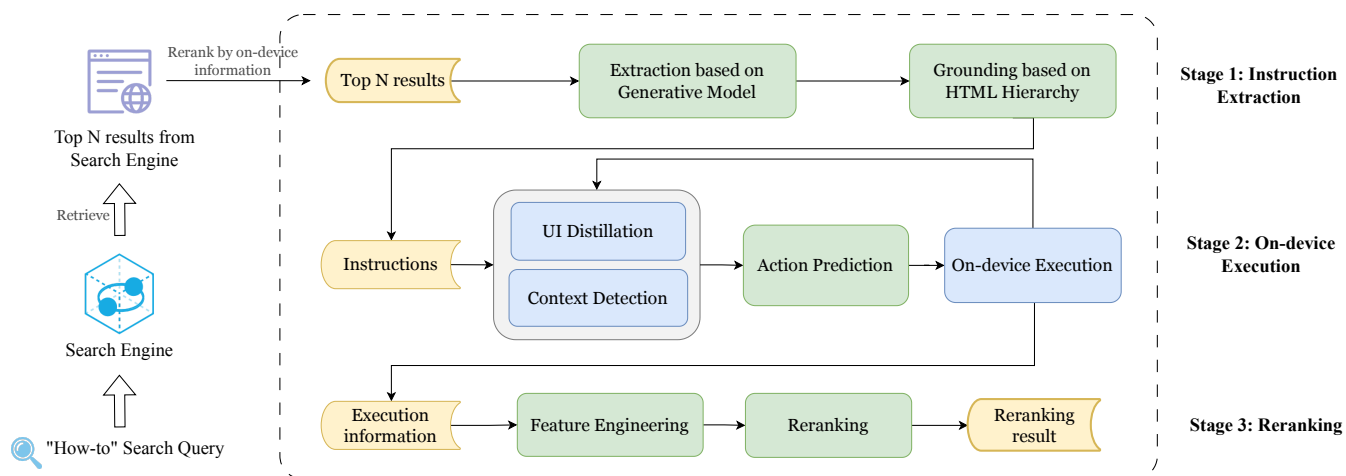 Rerank by on-device
information
Top N results
Extraction based on
Generative Model
Grounding based on
HTML Hierarchy
Stage 1: Instruction
Extraction
Top N results from
Search Engine
Retrieve
Search Engine
"How-to" Search Query
Instructions
UI Distillation
Context Detection
Action Prediction
On-device Execution
Stage 2: On-device
Execution
Execution
information
Feature Engineering
Reranking
Reranking
result
Stage 3: Reranking